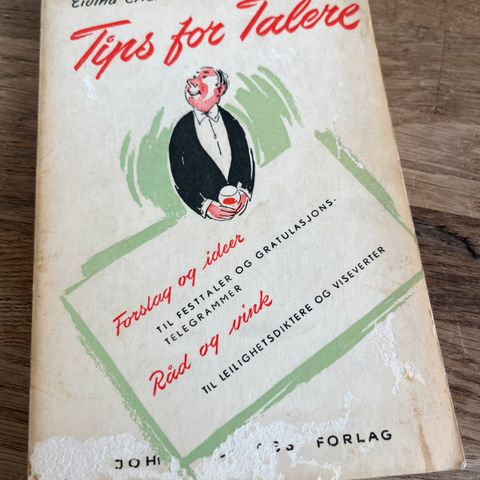 Eivind
Tips for Talere
Forslag og ideer
TIL FESTTALER OG GRATULASJONS-
TELEGRAMMER
Råd og vink
TIL LEILIGHETSDIKTERE OG VISEVERTER
FORLAG